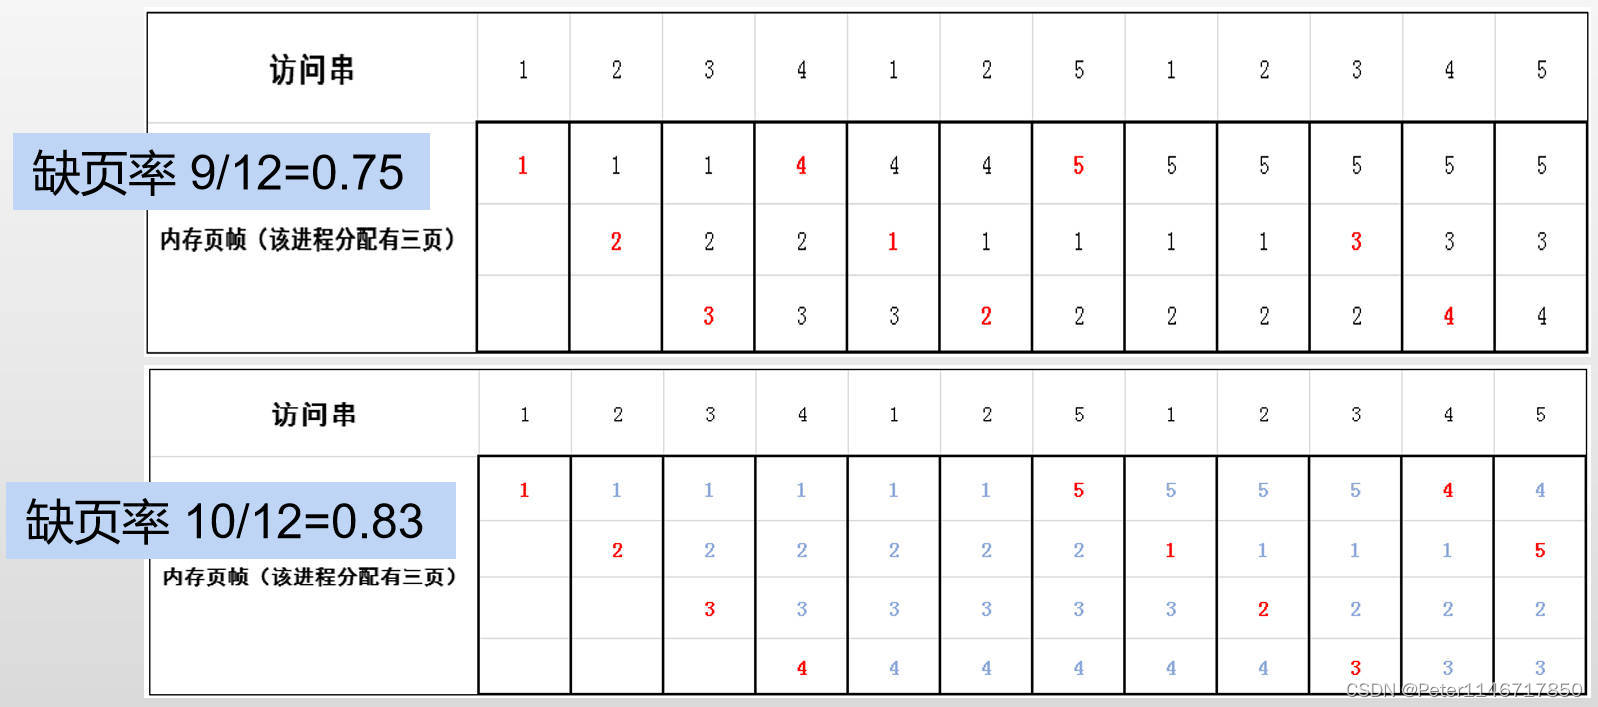 访问串 1 2 3 4 1 2 5 1 2 3 4 5
缺页率 9/12=0.75
1 1 1 4 4 4 5 5 5 5 5 5
内存页帧（该进程分配有三页） 2 2 2 1 1 1 1 1 3 3 3
3 3 3 2 2 2 2 2 4 4
访问串 1 2 3 4 1 2 5 1 2 3 4 5
1 1 1 1 1 1 5 5 5 5 4 4
缺页率 10/12=0.83
2 2 2 2 2 2 1 1 1 1 5
内存页帧（该进程分配有三页）
3 3 3 3 3 3 2 2 2 2
4 4 4 4 4 4 3 3 3
CSDN @Peter1146717850